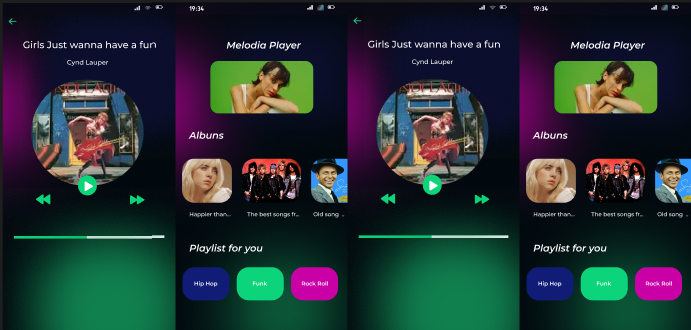 Girls Just wanna have a fun
Cynd Lauper
19:34
Melodia Player
Albuns
Happier than...
The best songs fr...
Old song ..
Playlist for you
Hip Hop
Funk
Rock Roll
Girls Just wanna have a fun
Cynd Lauper
19:34
Melodia Player
Albuns
Happier than...
The best songs fr...
Old song ..
Playlist for you
Hip Hop
Funk
Rock Roll